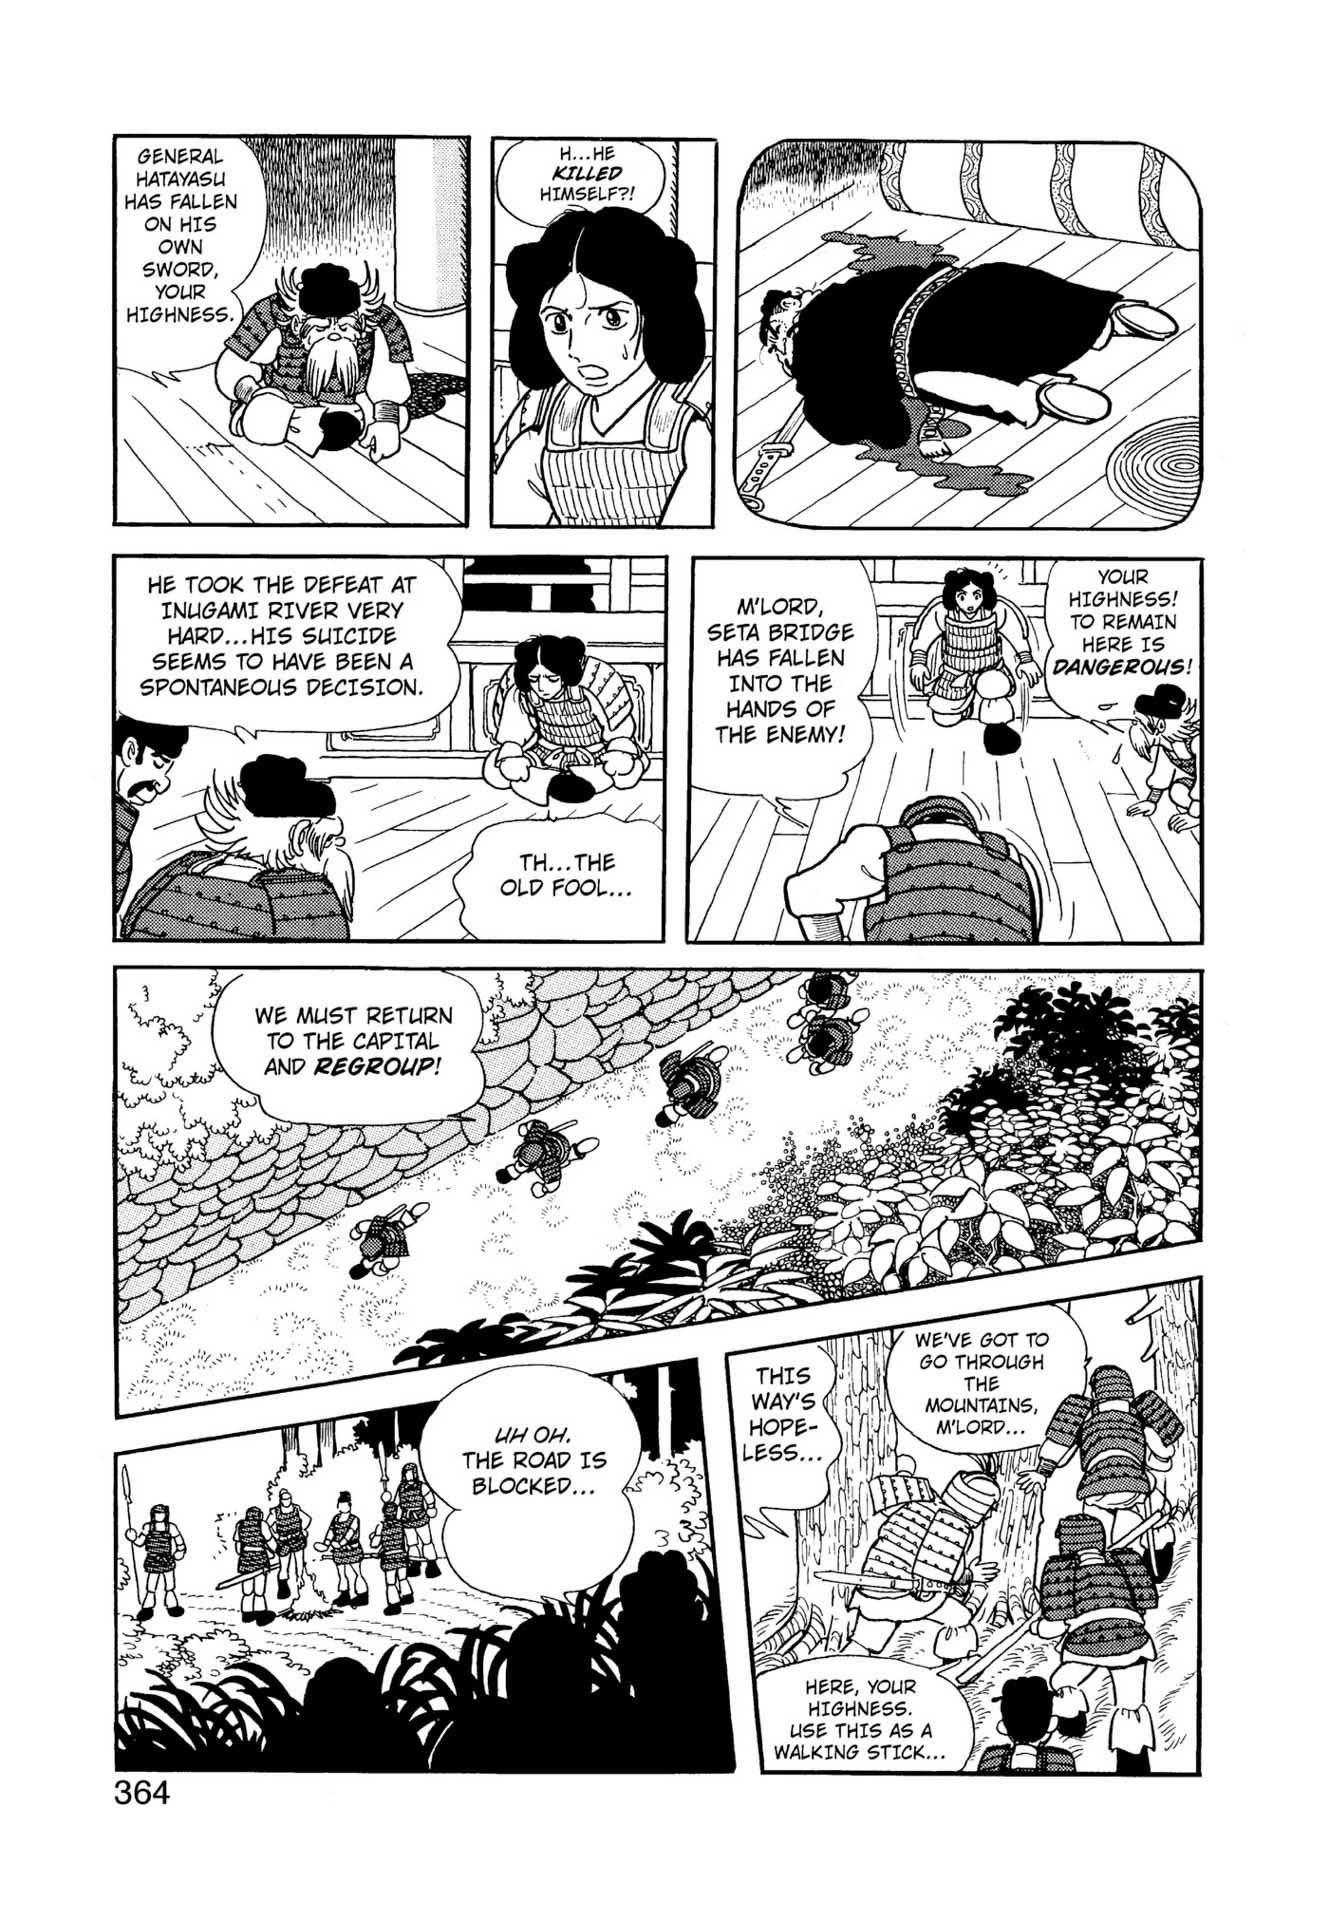 GENERAL
HATAYASU
HAS FALLEN
ON HIS
OWN
SWORD,
YOUR
HIGHNESS.
H...HE
KILLED
HIMSELF?!
HE TOOK THE DEFEAT AT
INUGAMI RIVER VERY
HARD...HIS SUICIDE
SEEMS TO HAVE BEEN A
SPONTANEOUS DECISION.
TH...THE
OLD FOOL...
M'LORD,
SETA BRIDGE
HAS FALLEN
INTO THE
HANDS OF
THE ENEMY!
YOUR
HIGHNESS!
TO REMAIN
HERE IS
DANGEROUS!
WE MUST RETURN
TO THE CAPITAL
AND REGROUP!
UH OH.
THE ROAD IS
BLOCKED...
THIS
WAY'S
HOPE-
LESS...
WE'VE GOT TO
GO THROUGH
THE
MOUNTAINS,
M'LORD...
HERE, YOUR
HIGHNESS.
USE THIS AS A
WALKING STICK...
364